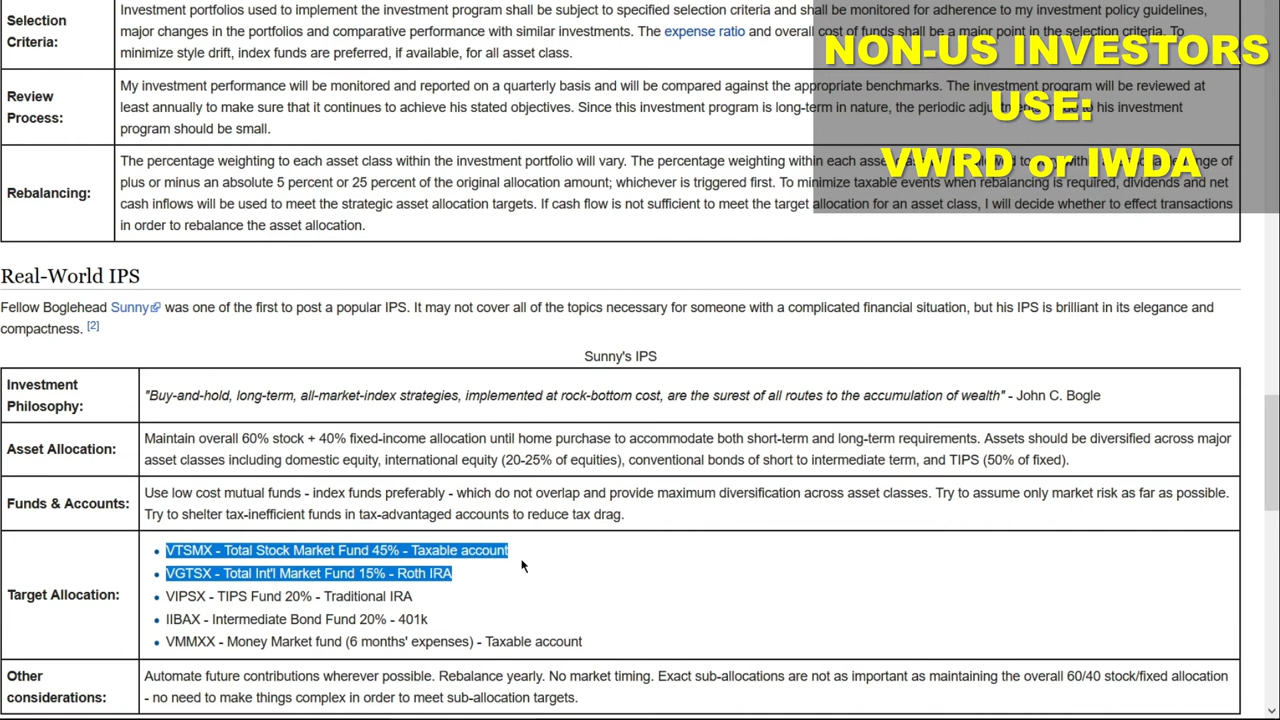 Selection
Criteria:
Investment portfolios used to implement the investment program shall be subject to specified selection criteria and shall be monitored for adherence to my investment policy guidelines,
major changes in the portfolios and comparative performance with similar investments. The expense ratio and overall cost of funds shall be a major point in the selection criteria. To
minimize style drift, index funds are preferred, if available, for all asset class.
NON-US INVESTORS
USE:
VWRD or IWDA
Review
Process:
My investment performance will be monitored and reported on a quarterly basis and will be compared against the appropriate benchmarks. The investment program will be reviewed at
least annually to make sure that it continues to achieve his stated objectives. Since this investment program is long-term in nature, the periodic to his investment
program should be small.
Rebalancing:
The percentage weighting to each asset class within the investment portfolio will vary. The percentage weighting within each range of
plus or minus an absolute 5 percent or 25 percent of the original allocation amount; whichever is triggered first. To minimize taxable events when rebalancing is required, dividends and net
cash inflows will be used to meet the strategic asset allocation targets. If cash flow is not sufficient to meet the target allocation for an asset class, I will decide whether to effect transactions
in order to rebalance the asset allocation.
Real-World IPS
Fellow Boglehead Sunny was one of the first to post a popular IPS. It may not cover all of the topics necessary for someone with a complicated financial situation, but his IPS is brilliant in its elegance and
compactness. [2]
Sunny's IPS
Investment
Philosophy:
"Buy-and-hold, long-term, all-market-index strategies, implemented at rock-bottom cost, are the surest of all routes to the accumulation of wealth" - John C. Bogle
Asset Allocation:
Maintain overall 60% stock + 40% fixed-income allocation until home purchase to accommodate both short-term and long-term requirements. Assets should be diversified across major
asset classes including domestic equity, international equity (20-25% of equities), conventional bonds of short to intermediate term, and TIPS (50% of fixed).
Funds & Accounts:
Use low cost mutual funds - index funds preferably - which do not overlap and provide maximum diversification across asset classes. Try to assume only market risk as far as possible.
Try to shelter tax-inefficient funds in tax-advantaged accounts to reduce tax drag.
Target Allocation:
• VTSMX - Total Stock Market Fund 45% - Taxable account
• VGTSX - Total Int'l Market Fund 15% - Roth IRA
• VIPSX - TIPS Fund 20% - Traditional IRA
• IIBAX - Intermediate Bond Fund 20% - 401k
• VMMXX - Money Market fund (6 months' expenses) - Taxable account
Other
considerations:
Automate future contributions wherever possible. Rebalance yearly. No market timing. Exact sub-allocations are not as important as maintaining the overall 60/40 stock/fixed allocation
- no need to make things complex in order to meet sub-allocation targets.